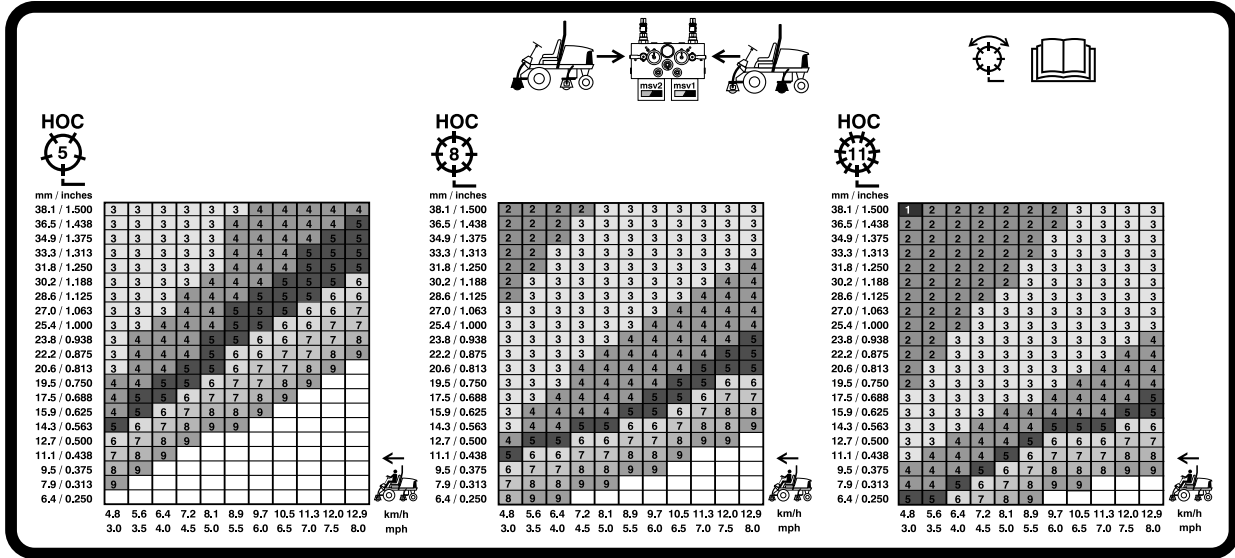 msv2 msv1
HOC
5
mm / inches
38.1 / 1.500 3 3 3 3 3 3 4 4 4 4 4
36.5 / 1.438 3 3 3 3 3 4 4 4 4 4 5
34.9 / 1.375 3 3 3 3 3 4 4 4 4 5 5
33.3 / 1.313 3 3 3 3 3 4 4 4 5 5 5
31.8 / 1.250 3 3 3 3 3 4 4 4 5 5 5
30.2 / 1.188 3 3 3 3 4 4 4 5 5 5 6
28.6 / 1.125 3 3 3 4 4 4 5 5 5 6 6
27.0 / 1.063 3 3 3 4 4 5 5 5 6 6 7
25.4 / 1.000 3 3 4 4 4 5 5 6 6 7 7
23.8 / 0.938 3 4 4 4 5 5 6 6 7 7 8
22.2 / 0.875 3 4 4 4 5 6 6 7 7 8 9
20.6 / 0.813 3 4 4 5 5 6 7 7 8 9
19.5 / 0.750 4 4 5 5 6 7 7 8 9
17.5 / 0.688 4 5 5 6 7 7 8 9
15.9 / 0.625 4 5 6 7 7 8 9
14.3 / 0.563 5 6 7 8 9 9
12.7 / 0.500 6 7 8 9
11.1 / 0.438 7 8 9
9.5 / 0.375 8 9
7.9 / 0.313 9
6.4 / 0.250
4.8 5.6 6.4 7.2 8.1 8.9 9.7 10.5 11.3 12.0 12.9 km/h
3.0 3.5 4.0 4.5 5.0 5.5 6.0 6.5 7.0 7.5 8.0 mph
HOC
8
mm / inches
38.1 / 1.500 2 2 2 2 3 3 3 3 3 3 3
36.5 / 1.438 2 2 2 3 3 3 3 3 3 3 3
34.9 / 1.375 2 2 2 3 3 3 3 3 3 3 3
33.3 / 1.313 2 2 3 3 3 3 3 3 3 3 3
31.8 / 1.250 2 2 3 3 3 3 3 3 3 3 4
30.2 / 1.188 2 3 3 3 3 3 3 3 3 4 4
28.6 / 1.125 2 3 3 3 3 3 3 3 4 4 4
27.0 / 1.063 3 3 3 3 3 3 3 4 4 4 4
25.4 / 1.000 3 3 3 3 3 3 4 4 4 4 4
23.8 / 0.938 3 3 3 3 3 4 4 4 4 4 5
22.2 / 0.875 3 3 3 3 4 4 4 4 4 5 5
20.6 / 0.813 3 3 3 3 4 4 4 4 5 5 5
19.5 / 0.750 3 3 3 4 4 4 4 5 5 6 6
17.5 / 0.688 3 3 4 4 4 4 5 5 6 6 7
15.9 / 0.625 3 4 4 4 4 5 5 6 7 7 8
14.3 / 0.563 3 4 4 5 5 6 6 7 8 8 9
12.7 / 0.500 4 5 5 6 6 7 7 8 9 9
11.1 / 0.438 5 6 6 7 7 8 8 9
9.5 / 0.375 6 7 7 8 8 9 9
7.9 / 0.313 7 8 8 9 9
6.4 / 0.250 8 9 9
4.8 5.6 6.4 7.2 8.1 8.9 9.7 10.5 11.3 12.0 12.9 km/h
3.0 3.5 4.0 4.5 5.0 5.5 6.0 6.5 7.0 7.5 8.0 mph
HOC
11
mm / inches
38.1 / 1.500 1 2 2 2 2 2 2 3 3 3 3
36.5 / 1.438 2 2 2 2 2 2 2 3 3 3 3
34.9 / 1.375 2 2 2 2 2 2 3 3 3 3 3
33.3 / 1.313 2 2 2 2 2 3 3 3 3 3 3
31.8 / 1.250 2 2 2 2 2 3 3 3 3 3 3
30.2 / 1.188 2 2 2 2 3 3 3 3 3 3 3
28.6 / 1.125 2 2 2 2 3 3 3 3 3 3 3
27.0 / 1.063 2 2 2 3 3 3 3 3 3 3 3
25.4 / 1.000 2 2 2 3 3 3 3 3 3 3 3
23.8 / 0.938 2 2 3 3 3 3 3 3 3 3 4
22.2 / 0.875 2 2 3 3 3 3 3 3 3 4 4
20.6 / 0.813 2 3 3 3 3 3 3 3 3 4 4
19.5 / 0.750 2 3 3 3 3 3 3 4 4 4 4
17.5 / 0.688 3 3 3 3 3 3 4 4 4 4 5
15.9 / 0.625 3 3 3 3 3 4 4 4 4 5 5
14.3 / 0.563 3 3 3 4 4 4 5 5 5 6 6
12.7 / 0.500 3 3 4 4 4 5 6 6 6 7 7
11.1 / 0.438 3 4 4 4 5 6 6 7 7 8 8
9.5 / 0.375 4 4 4 5 6 7 8 8 8 9 9
7.9 / 0.313 4 4 5 6 7 8 9 9
6.4 / 0.250 5 5 6 7 8 9
4.8 5.6 6.4 7.2 8.1 8.9 9.7 10.5 11.3 12.0 12.9 km/h
3.0 3.5 4.0 4.5 5.0 5.5 6.0 6.5 7.0 7.5 8.0 mph